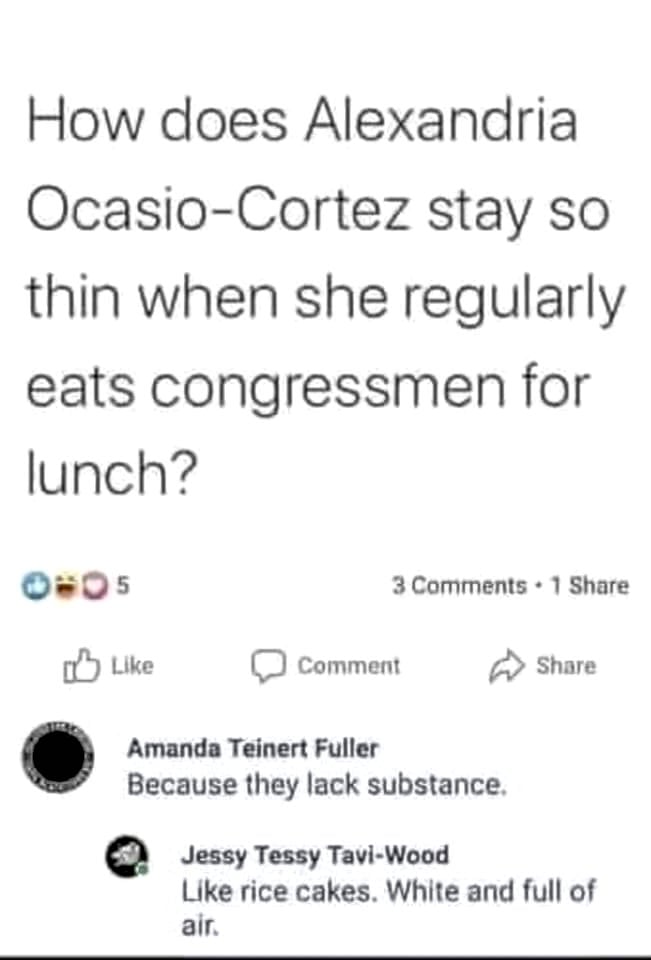 How does Alexandria
Ocasio-Cortez stay so
thin when she regularly
eats congressmen for
lunch?
5 3 Comments • 1 Share
Like Comment Share
Amanda Teinert Fuller
Because they lack substance.
Jessy Tessy Tavi-Wood
Like rice cakes. White and full of
air.